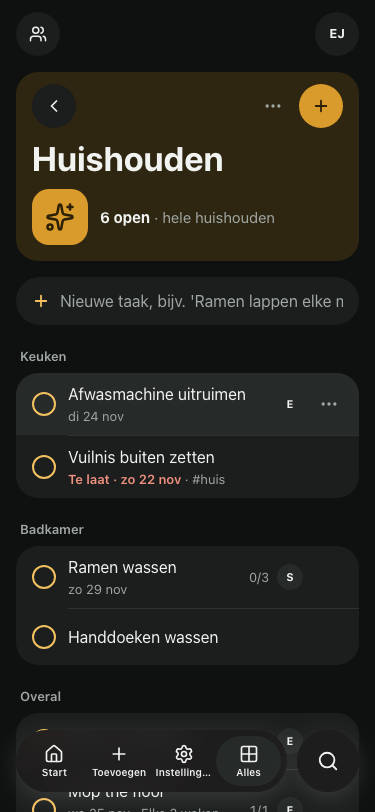 EJ
Huishouden
6 open · hele huishouden
Nieuwe taak, bijv. 'Ramen lappen elke
Keuken
Afwasmachine uitruimen
E
di 24 nov
Vuilnis buiten zetten
Te laat · zo 22 nov · #huis
Badkamer
Ramen wassen
0/3 S
zo 29 nov
Handdoeken wassen
Overal
E
Start
Toevoegen
Instelling...
Alles
Mop the floor